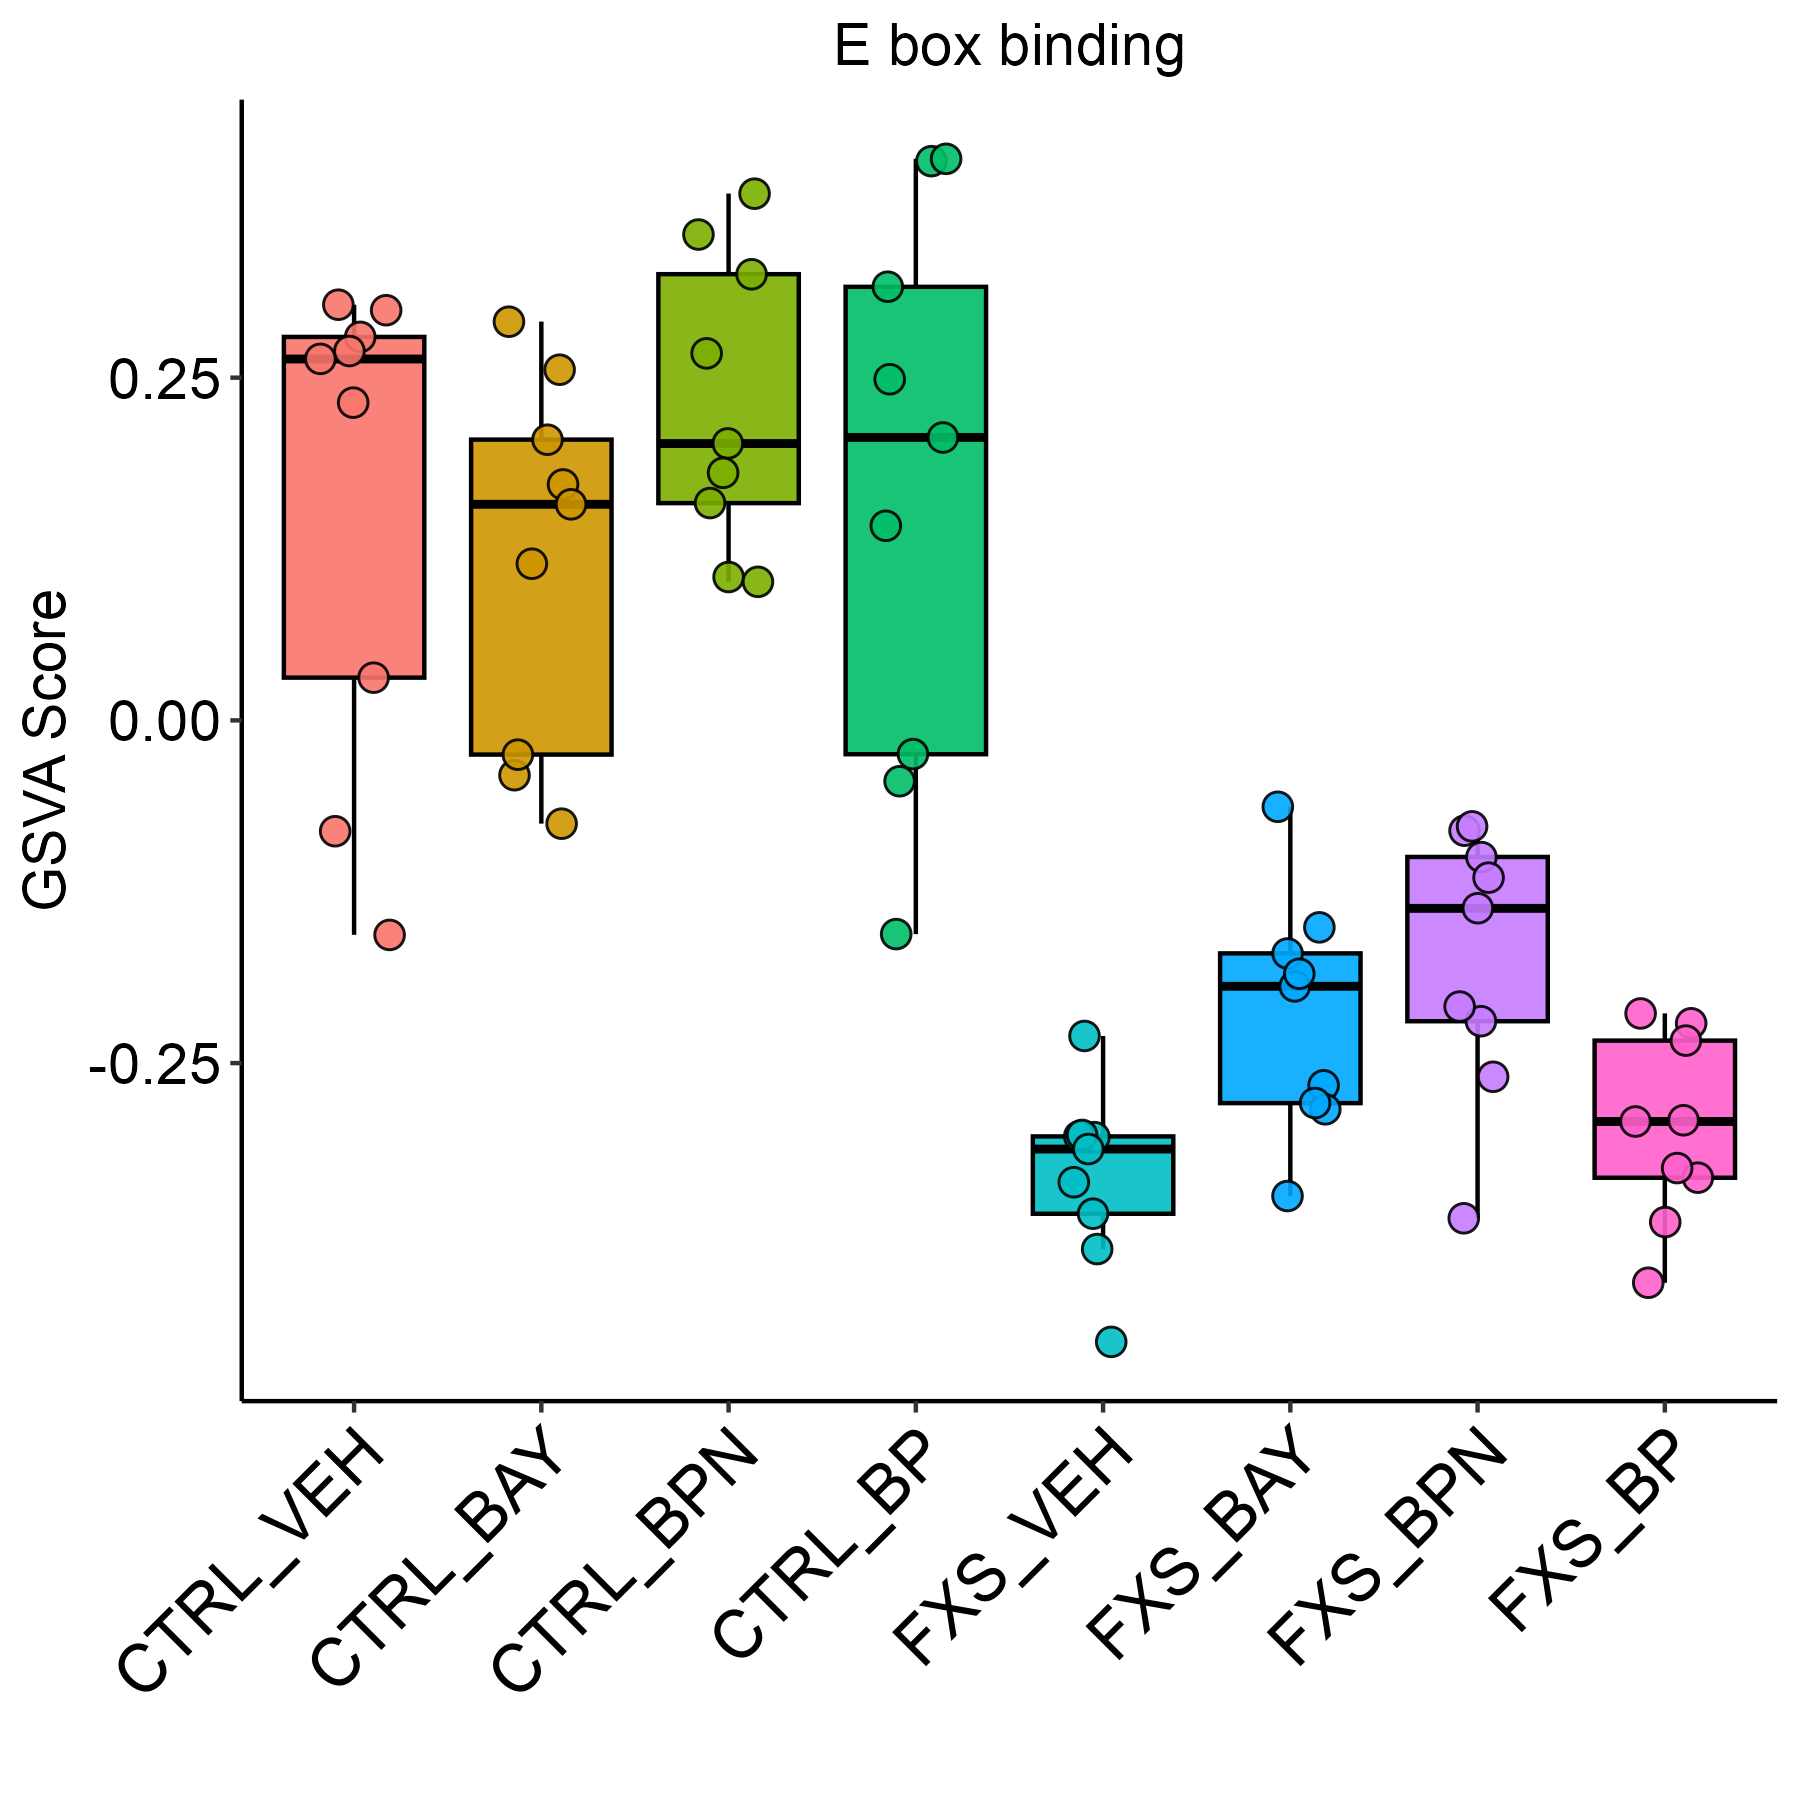 E box binding
GSVA Score
0.25
0.00
-0.25
CTRL_VEH
CTRL_BAY
CTRL_BPN
CTRL_BP
FXS_VEH
FXS_BAY
FXS_BPN
FXS_BP